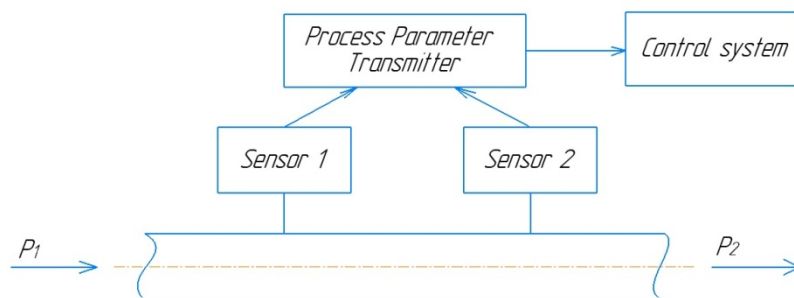 Process Parameter
Transmitter
Control system
Sensor 1
Sensor 2
P1
P2